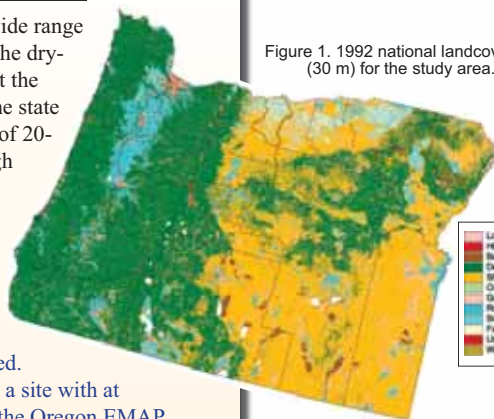 ide range
he dry-
t the
ne state
of 20-
gh
ed.
a site with at
the Oregon EMAP
Figure 1. 1992 national landcov
(30 m) for the study area.